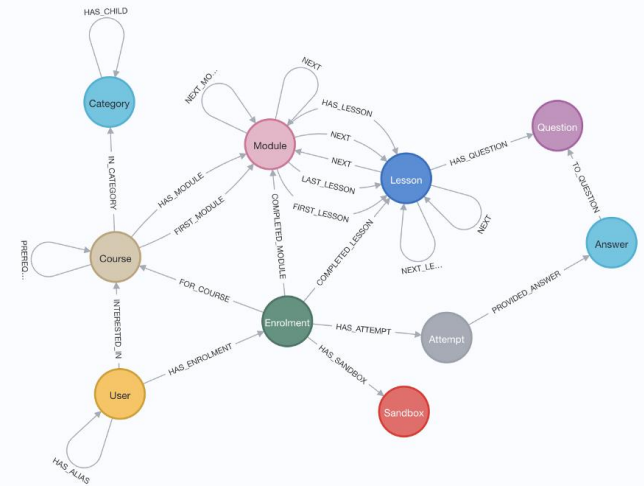 HAS_CHILD
Category
IN_CATEGORY
NEXT_MO...
NEXT
Module
HAS_LESSON
NEXT
NEXT
LAST_LESSON
FIRST_LESSON
Lesson
NEXT
NEXT_LE...
HAS_QUESTION
Question
TO_QUESTION
Answer
HAS_MODULE
FIRST_MODULE
PREREQ...
Course
COMPLETED_MODULE
COMPLETED_LESSON
FOR_COURSE
INTERESTED_IN
Enrolment
HAS_ATTEMPT
Attempt
PROVIDED_ANSWER
HAS_ENROLMENT
HAS_SANDBOX
Sandbox
User
HAS_ALIAS